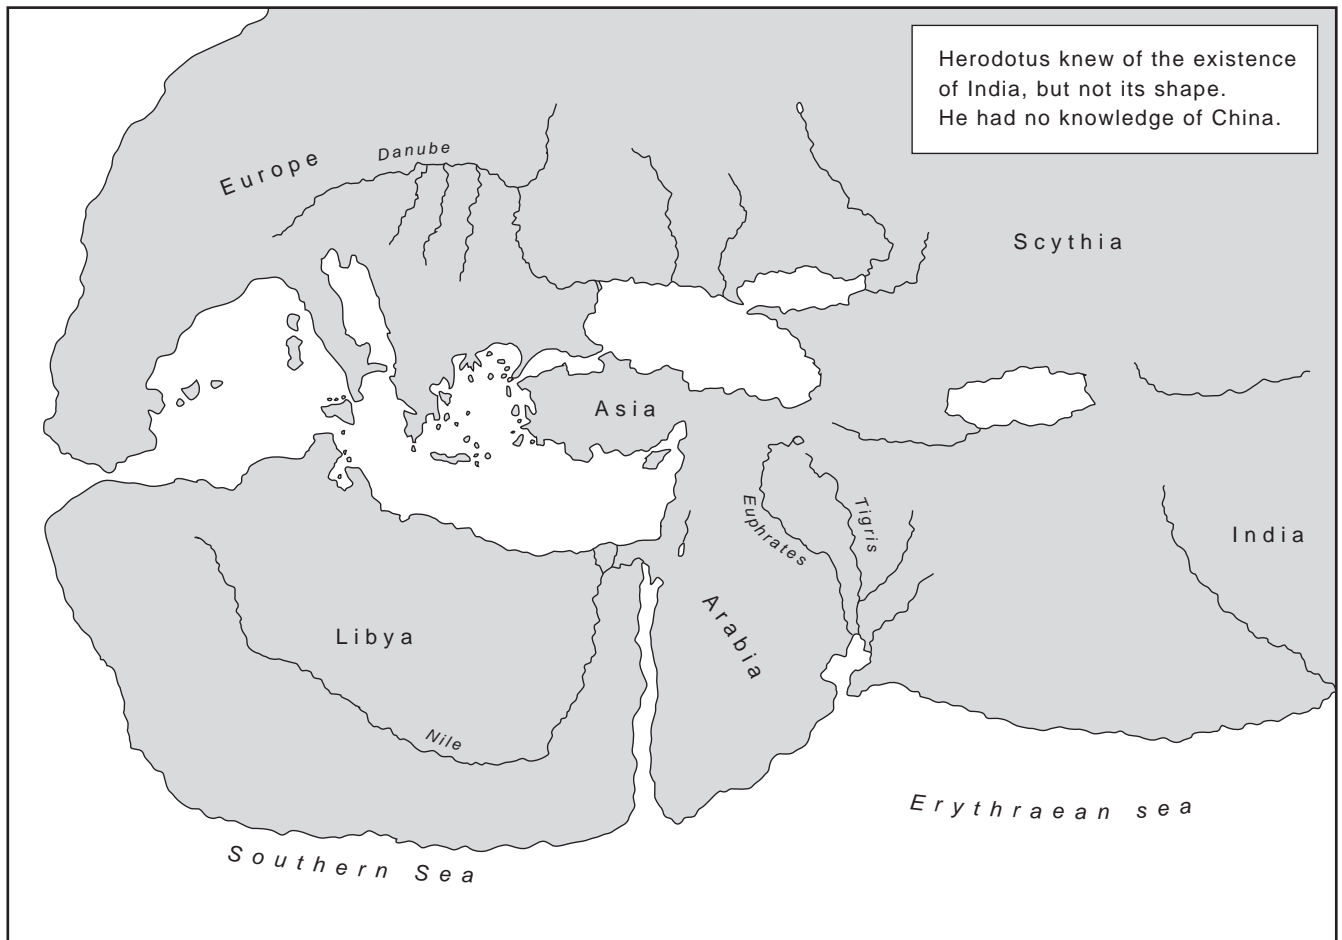 Herodotus knew of the existence
of India, but not its shape.
He had no knowledge of China.
Europe
Danube
Scythia
Asia
Euphrates
Tigris
India
Libya
Arabia
Nile
Erythraean sea
Southern Sea